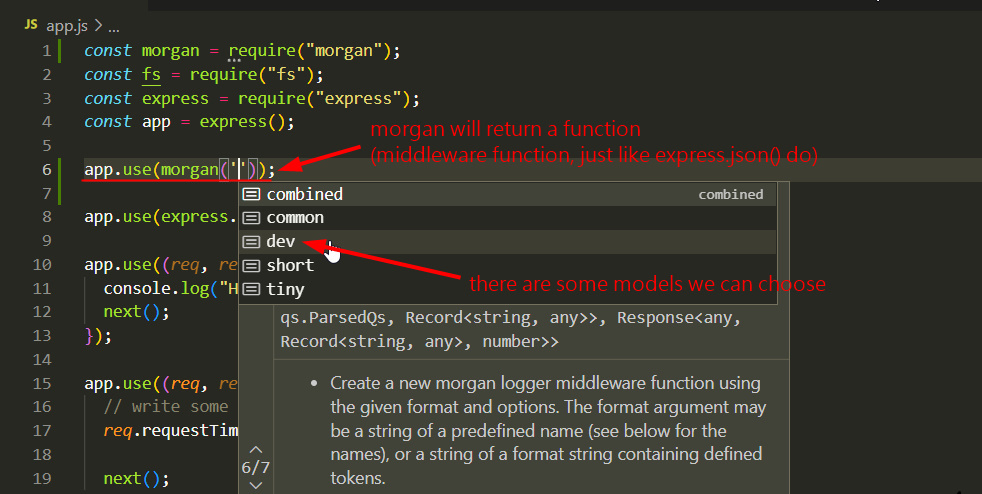 JS app.js > ...
1 const morgan = require("morgan");
2 const fs = require("fs");
3 const express = require("express");
4 const app = express();
5
morgan will return a function
(middleware function, just like express.json() do)
6 app.use(morgan(''));
7
combined combined
8 app.use(express.
common
9
dev
10 app.use((req, re
short
there are some models we can choose
11 console.log("H
tiny
12 next();
qs.ParsedQs, Record<string, any>>, Response<any,
13 });
Record<string, any>, number>>
14
15 app.use((req, re
• Create a new morgan logger middleware function using
16 // write some
the given format and options. The format argument may
17 req.requestTim
be a string of a predefined name (see below for the
18
names), or a string of a format string containing defined
6/7
19 next();
tokens.